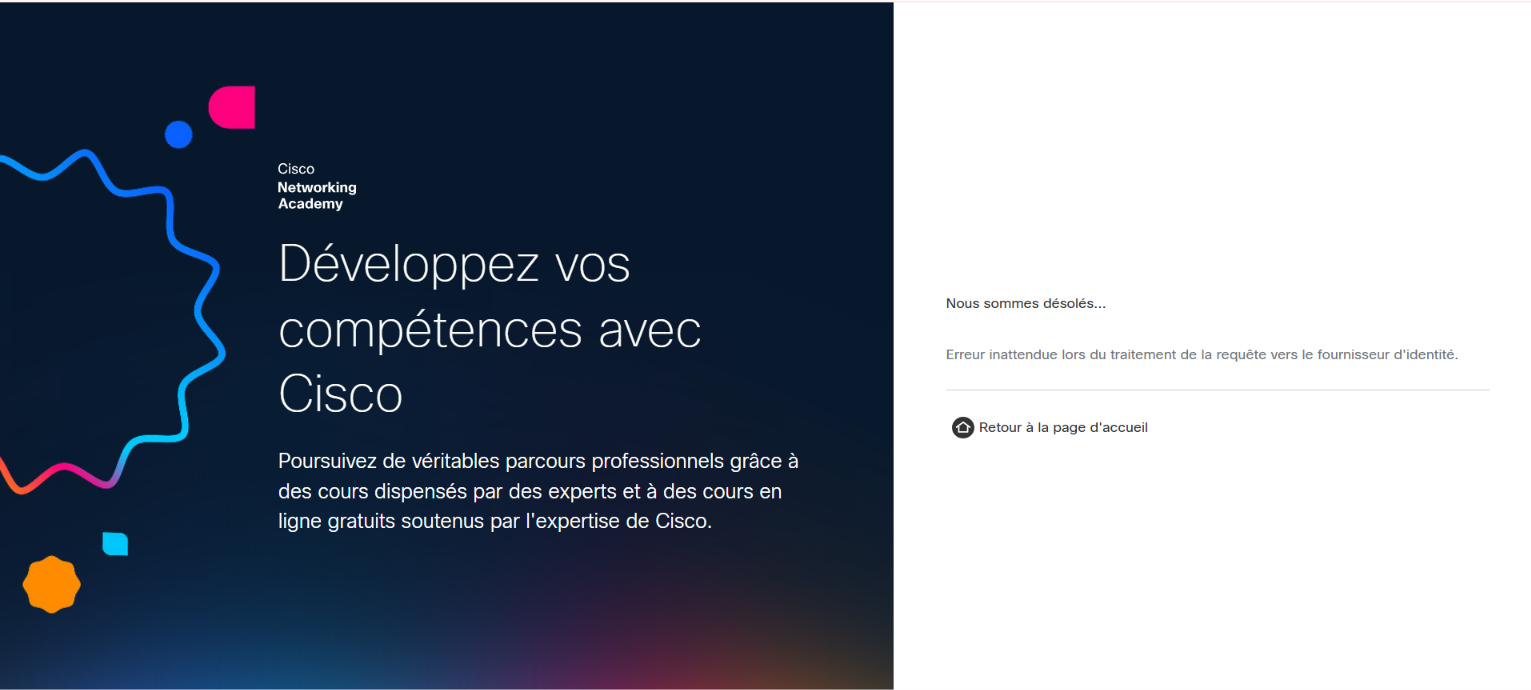 Cisco
Networking
Academy
Développez vos
compétences avec
Cisco
Poursuivez de véritables parcours professionnels grâce à
des cours dispensés par des experts et à des cours en
ligne gratuits soutenus par l'expertise de Cisco.
Nous sommes désolés...
Erreur inattendue lors du traitement de la requête vers le fournisseur d'identité.
Retour à la page d'accueil